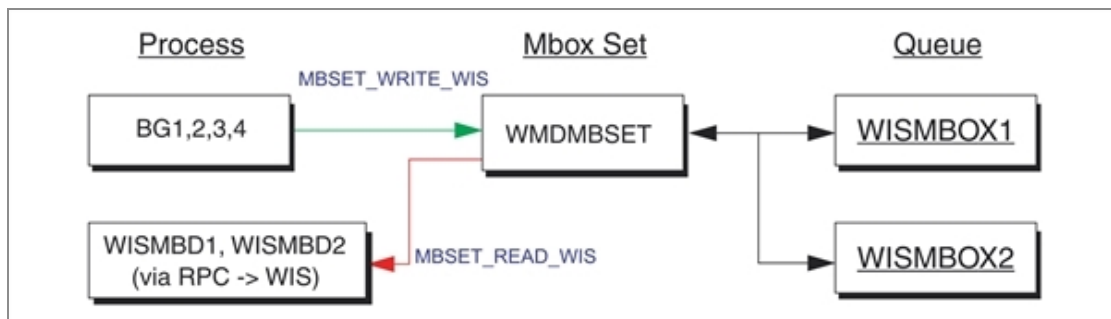 Process
Mbox Set
Queue
MBSET_WRITE_WIS
BG1,2,3,4
WMDMBSET
WISMBOX1
WISMBD1, WISMBD2
(via RPC -> WIS)
MBSET_READ_WIS
WISMBOX2